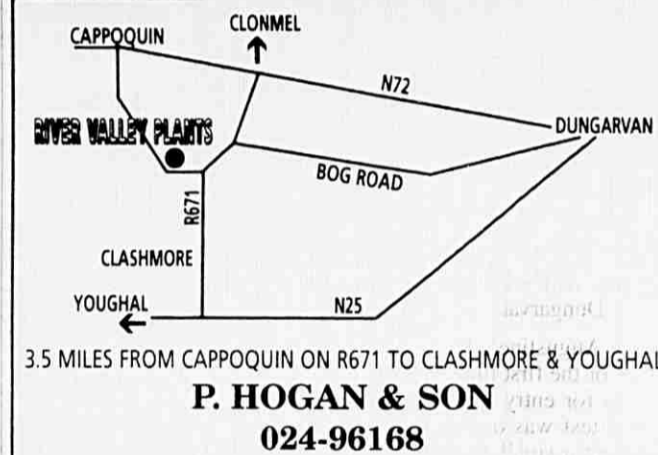 CLONMEL
CAPPOQUIN
N72
RIVER VALLEY PLANTS
DUNGARVAN
BOG ROAD
R671
CLASHMORE
YOUGHAL
N25
3.5 MILES FROM CAPPOQUIN ON R671 TO CLASHMORE & YOUGHAL
P. HOGAN & SON
024-96168